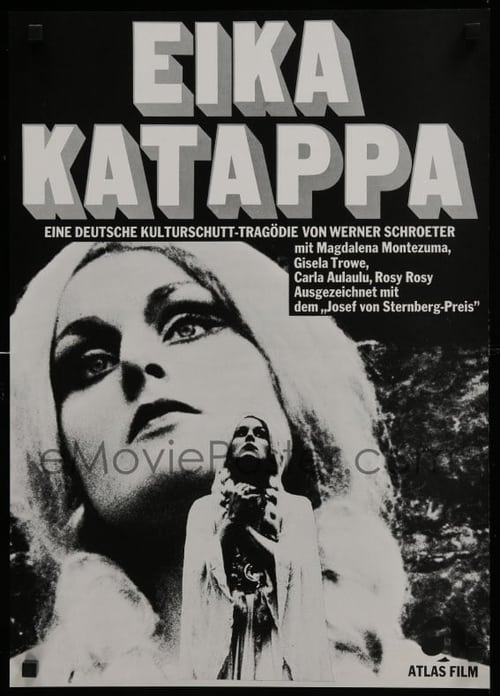 EIKA
KATAPPA
EINE DEUTSCHE KULTURSCHUTT-TRAGÖDIE VON WERNER SCHROETER
mit Magdalena Montezuma,
Gisela Trowe,
Carla Aulaulu, Rosy Rosy
Ausgezeichnet mit
dem „Josef von Sternberg-Preis”
eMoviePoster.com
ATLAS FILM